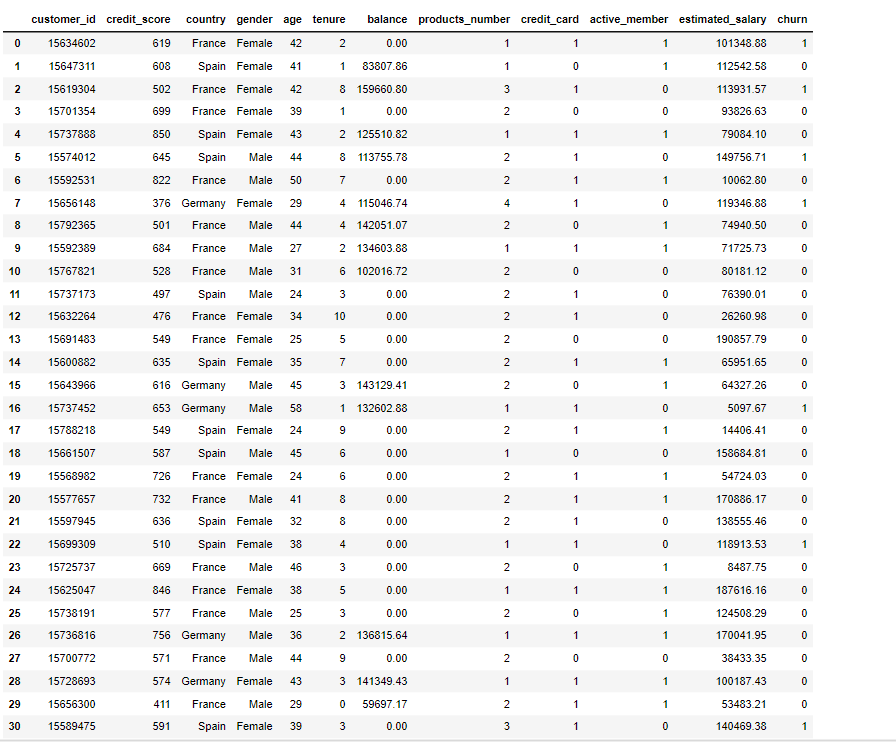 customer_id credit_score country gender age tenure balance products_number credit_card active_member estimated_salary churn
0 15634602 619 France Female 42 2 0.00 1 1 1 101348.88 1
1 15647311 608 Spain Female 41 1 83807.86 1 0 1 112542.58 0
2 15619304 502 France Female 42 8 159660.80 3 1 0 113931.57 1
3 15701354 699 France Female 39 1 0.00 2 0 0 93826.63 0
4 15737888 850 Spain Female 43 2 125510.82 1 1 1 79084.10 0
5 15574012 645 Spain Male 44 8 113755.78 2 1 0 149756.71 1
6 15592531 822 France Male 50 7 0.00 2 1 1 10062.80 0
7 15656148 376 Germany Female 29 4 115046.74 4 1 0 119346.88 1
8 15792365 501 France Male 44 4 142051.07 2 0 1 74940.50 0
9 15592389 684 France Male 27 2 134603.88 1 1 1 71725.73 0
10 15767821 528 France Male 31 6 102016.72 2 0 0 80181.12 0
11 15737173 497 Spain Male 24 3 0.00 2 1 0 76390.01 0
12 15632264 476 France Female 34 10 0.00 2 1 0 26260.98 0
13 15691483 549 France Female 25 5 0.00 2 0 0 190857.79 0
14 15600882 635 Spain Female 35 7 0.00 2 1 1 65951.65 0
15 15643966 616 Germany Male 45 3 143129.41 2 0 1 64327.26 0
16 15737452 653 Germany Male 58 1 132602.88 1 1 0 5097.67 1
17 15788218 549 Spain Female 24 9 0.00 2 1 1 14406.41 0
18 15661507 587 Spain Male 45 6 0.00 1 0 0 158684.81 0
19 15568982 726 France Female 24 6 0.00 2 1 1 54724.03 0
20 15577657 732 France Male 41 8 0.00 2 1 1 170886.17 0
21 15597945 636 Spain Female 32 8 0.00 2 1 0 138555.46 0
22 15699309 510 Spain Female 38 4 0.00 1 1 0 118913.53 1
23 15725737 669 France Male 46 3 0.00 2 0 1 8487.75 0
24 15625047 846 France Female 38 5 0.00 1 1 1 187616.16 0
25 15738191 577 France Male 25 3 0.00 2 0 1 124508.29 0
26 15736816 756 Germany Male 36 2 136815.64 1 1 1 170041.95 0
27 15700772 571 France Male 44 9 0.00 2 0 0 38433.35 0
28 15728693 574 Germany Female 43 3 141349.43 1 1 1 100187.43 0
29 15656300 411 France Male 29 0 59697.17 2 1 1 53483.21 0
30 15589475 591 Spain Female 39 3 0.00 3 1 0 140469.38 1